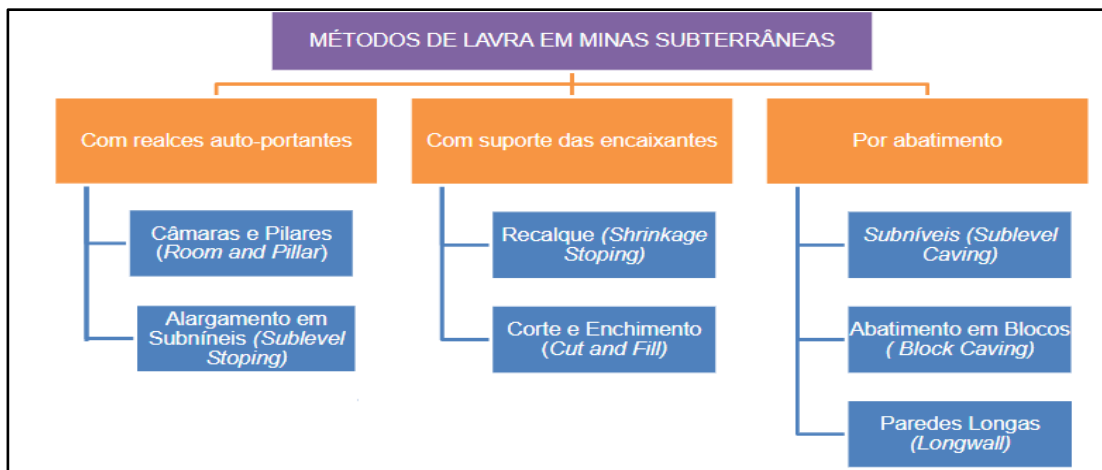 MÉTODOS DE LAVRA EM MINAS SUBTERRÂNEAS
Com realces auto-portantes
Câmaras e Pilares
(Room and Pillar)
Alargamento em
Subníneis (Sublevel
Stoping)
Com suporte das encaixantes
Recalque (Shrinkage
Stoping)
Corte e Enchimento
(Cut and Fill)
Por abatimento
Subníveis (Sublevel
Caving)
Abatimento em Blocos
( Block Caving)
Paredes Longas
(Longwall)